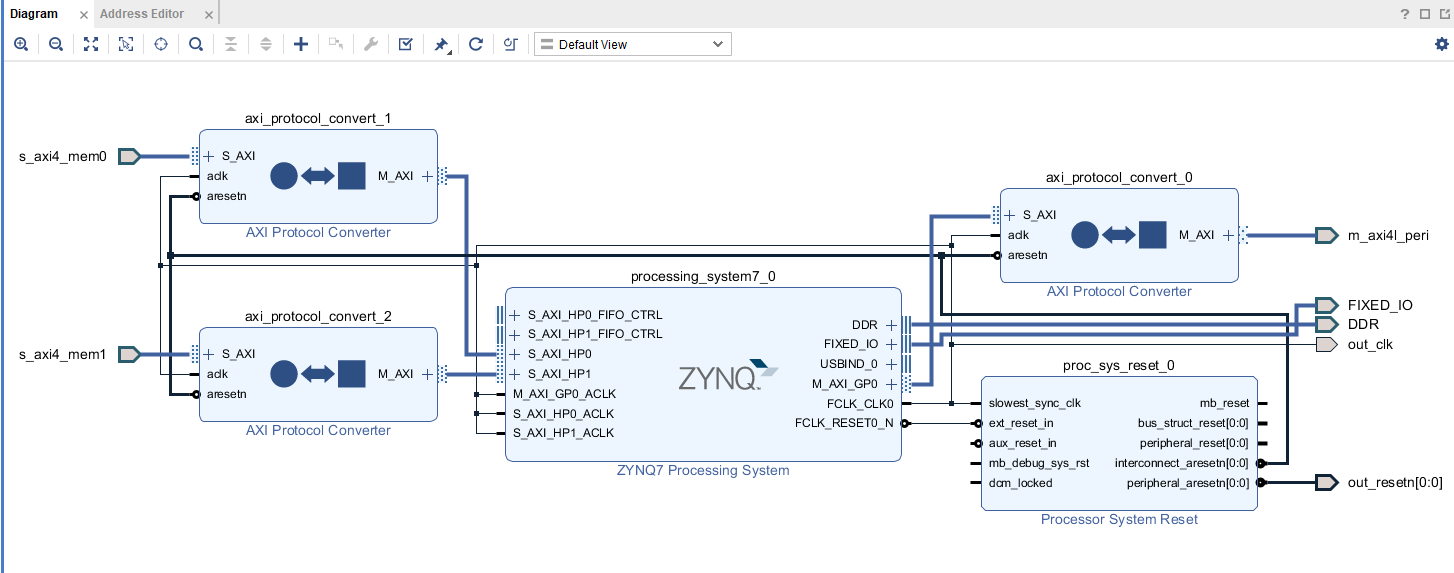 Diagram
Address Editor
Default View
axi_protocol_convert_1
s_axi4_mem0
S_AXI
aclk
aresetn
M_AXI
AXI Protocol Converter
axi_protocol_convert_2
s_axi4_mem1
S_AXI
aclk
aresetn
M_AXI
AXI Protocol Converter
processing_system7_0
S_AXI_HP0_FIFO_CTRL
S_AXI_HP1_FIFO_CTRL
S_AXI_HP0
S_AXI_HP1
M_AXI_GP0_ACLK
S_AXI_HP0_ACLK
S_AXI_HP1_ACLK
ZYNQ
DDR
FIXED_IO
USBIND_0
M_AXI_GP0
FCLK_CLK0
FCLK_RESET0_N
ZYNQ7 Processing System
axi_protocol_convert_0
S_AXI
aclk
aresetn
M_AXI
AXI Protocol Converter
m_axi4l_peri
FIXED_IO
DDR
out_clk
proc_sys_reset_0
slowest_sync_clk
ext_reset_in
aux_reset_in
mb_debug_sys_rst
dcm_locked
mb_reset
bus_struct_reset[0:0]
peripheral_reset[0:0]
interconnect_aresetn[0:0]
peripheral_aresetn[0:0]
Processor System Reset
out_resetn[0:0]